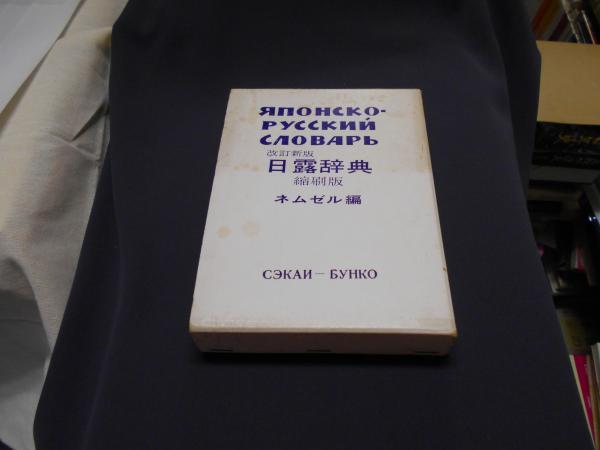 ЯПОНСКО-
РУССКИЙ
СЛОВАРЬ
改訂新版
日露辞典
縮刷版
ネムゼル編
СЭКАИ — БУНКО